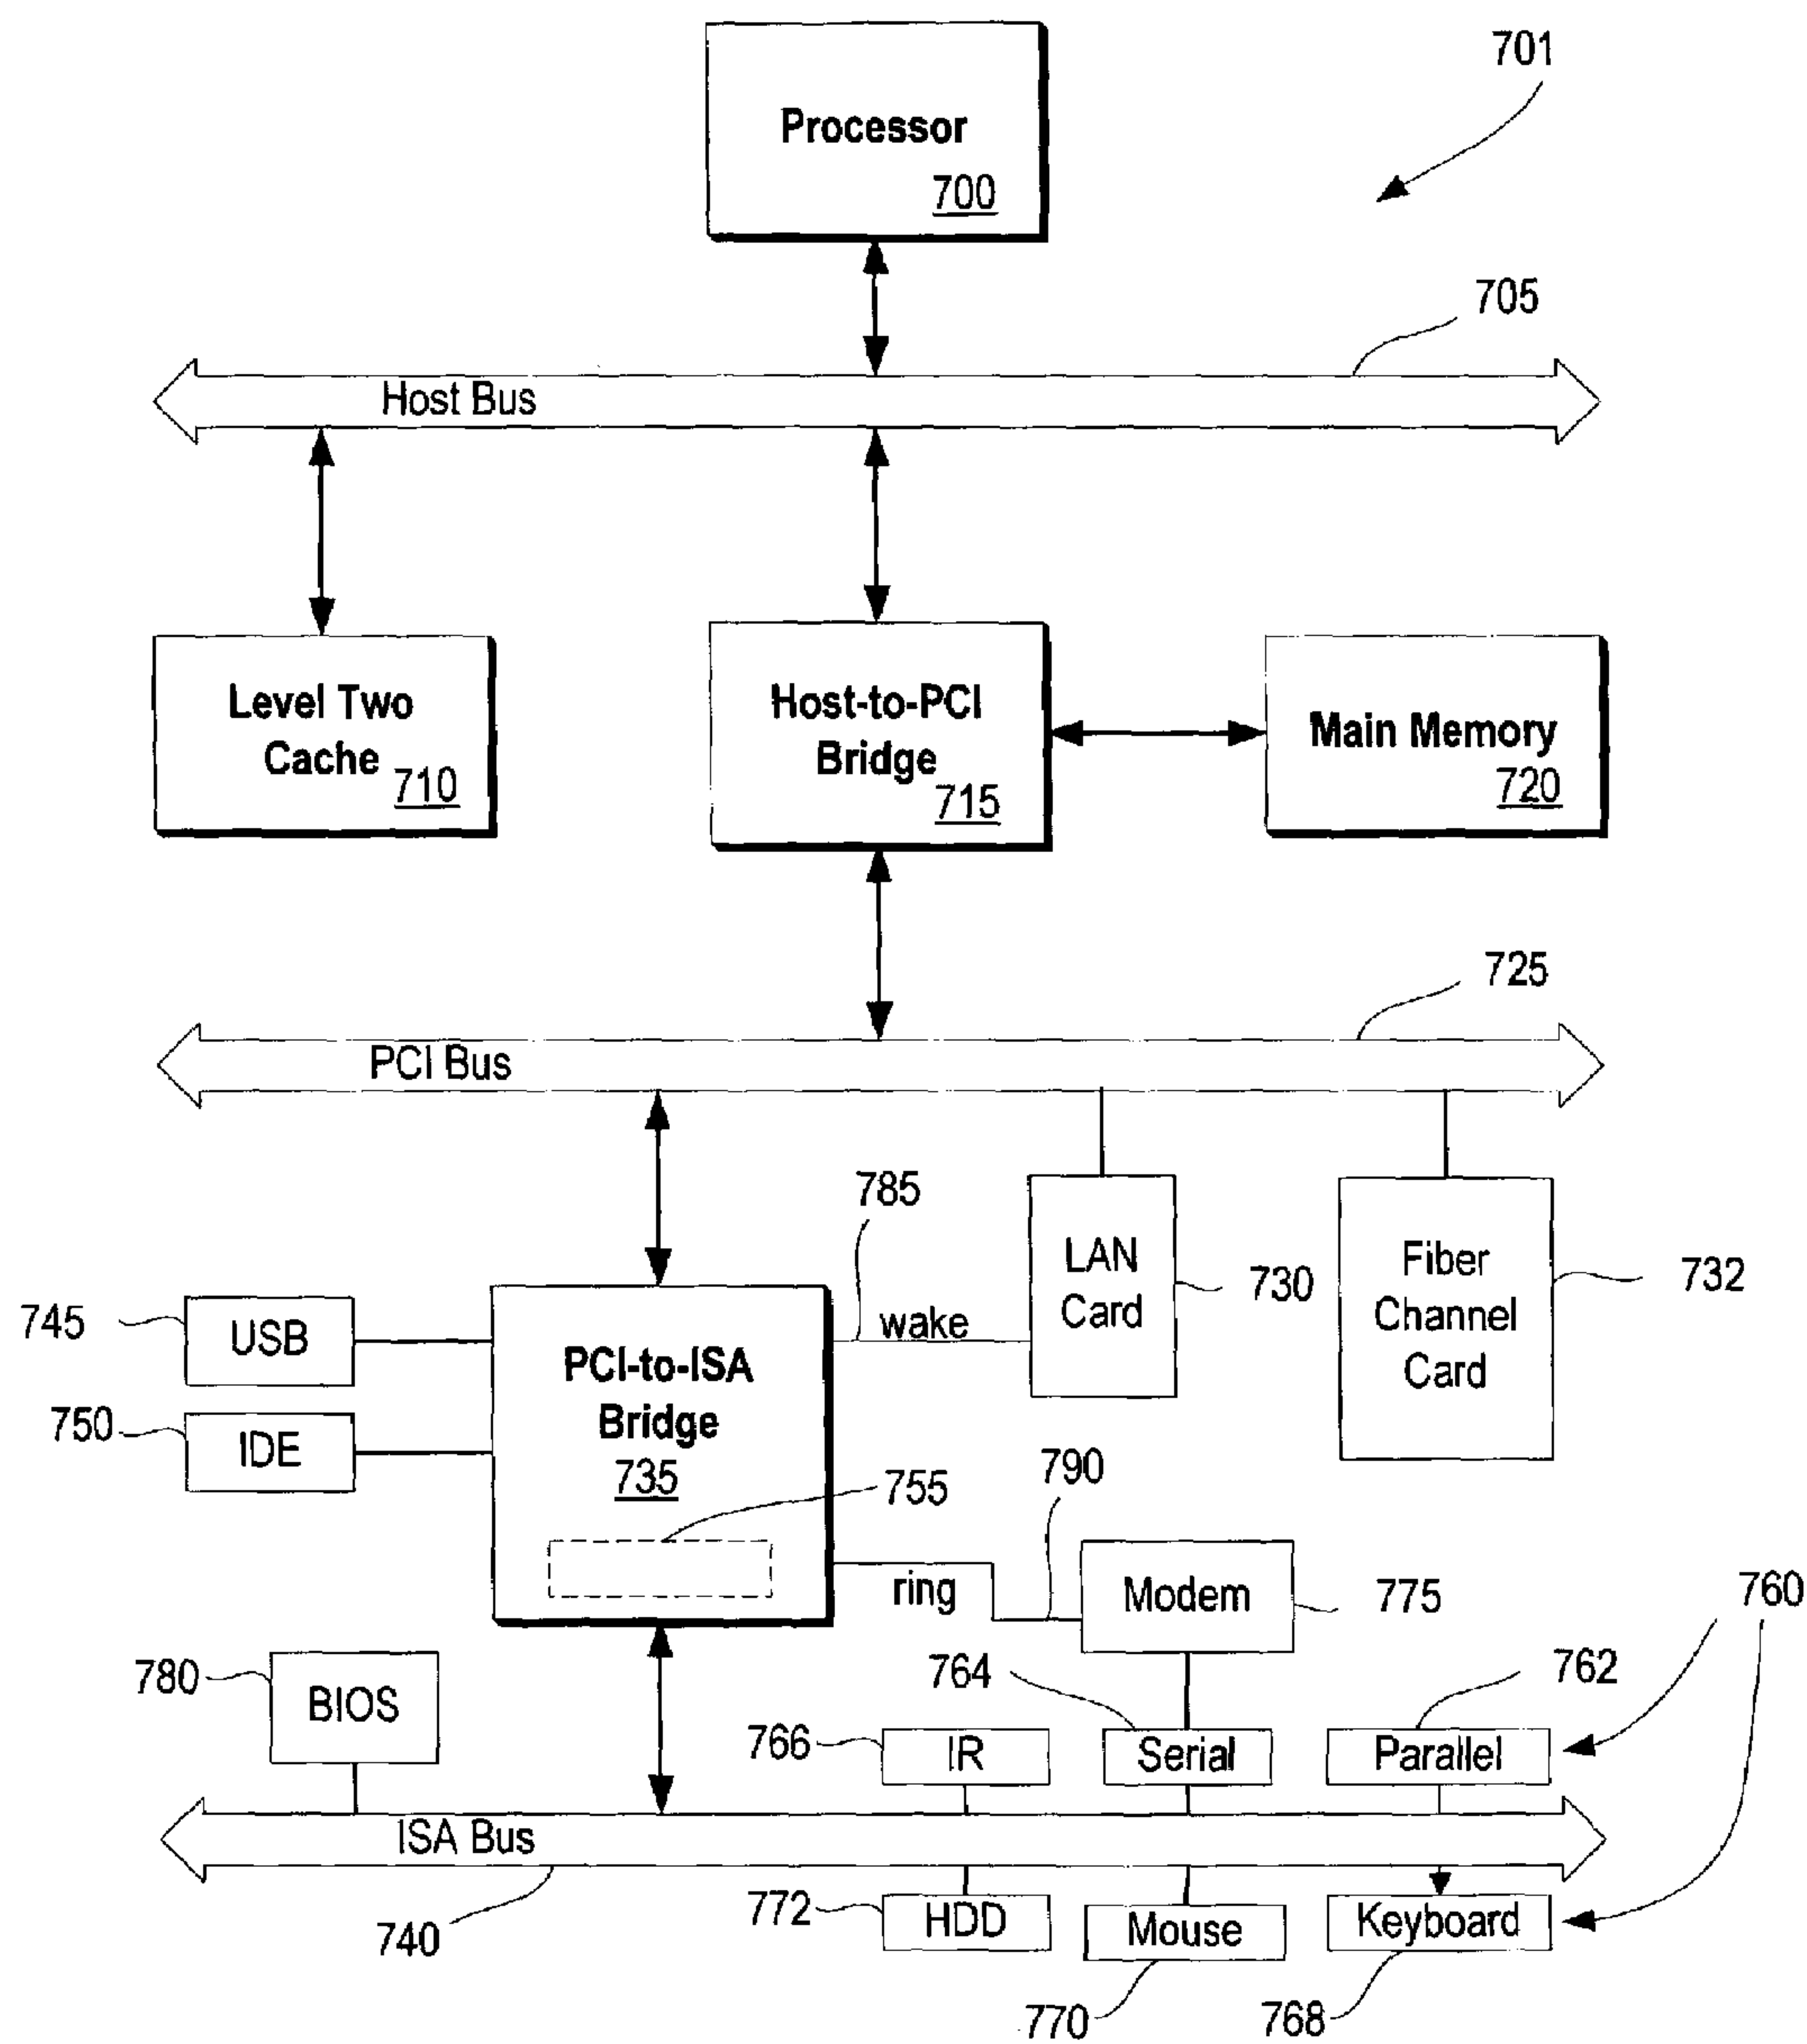 701
Processor
700
705
Host Bus
Level Two
Cache
710
Host-to-PCI
Bridge
715
Main Memory
720
725
PCI Bus
785
LAN
Card
730
Fiber
Channel
Card
732
745
USB
wake
PCI-to-ISA
Bridge
735
750
IDE
755
790
ring
Modem
775
760
780
BIOS
764
762
766
IR
Serial
Parallel
ISA Bus
740
772
HDD
Mouse
Keyboard
770
768